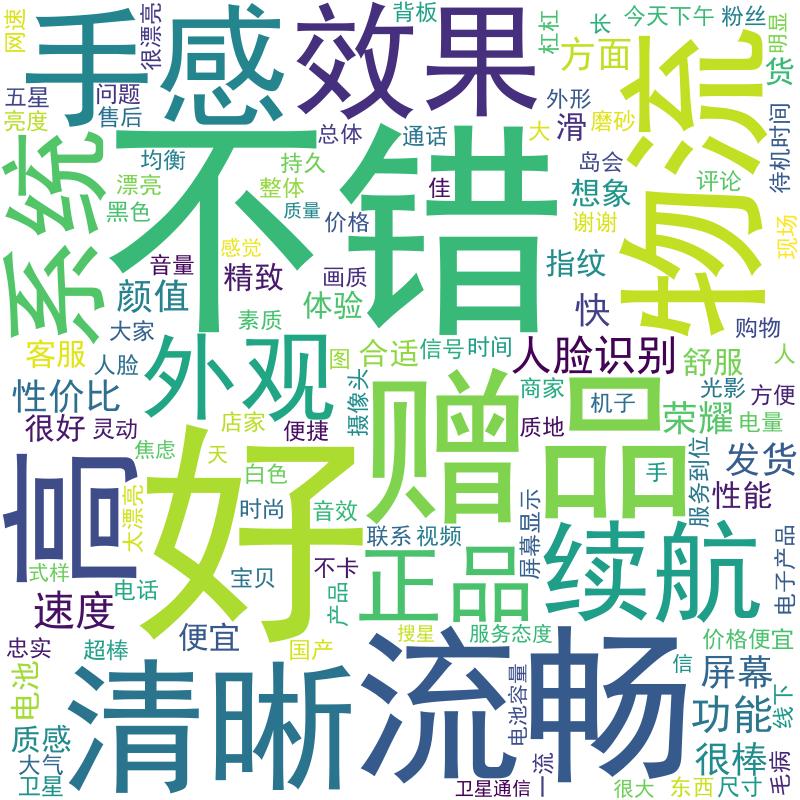 网速
很漂亮
手感
效果
背板
杠杠
长
今天下午
粉丝
明显
方面
货
五星
亮度
问题
售后
外形
滑
磨砂
总体
通话
大
物流
待机时间
系统
不错
均衡
持久
漂亮
整体
佳
岛会
想象
评论
黑色
质量
价格
谢谢
现场
感觉
音量
精致
画质
指纹
颜值
体验
快
素质
大家
购物
外观
客服
人脸
图
合适
信号
时间
人脸识别
舒服
人
性价比
摄像头
商家
机子
光影
方便
很好
灵动
店家
便捷
赠品
质地
荣耀
电量
焦虑
天
手
服务到位
发货
高
好
白色
太漂亮
时尚
音效
性能
联系
视频
屏幕显示
续航
电子产品
式样
电话
宝贝
不卡
产品
正品
速度
忠实
超棒
便宜
国产
搜星
服务态度
价格便宜
电池
清晰
流畅
信
屏幕
线下
质感
电池容量
功能
大气
一流
很棒
卫星
卫星通信
很大
东西
尺寸
毛病